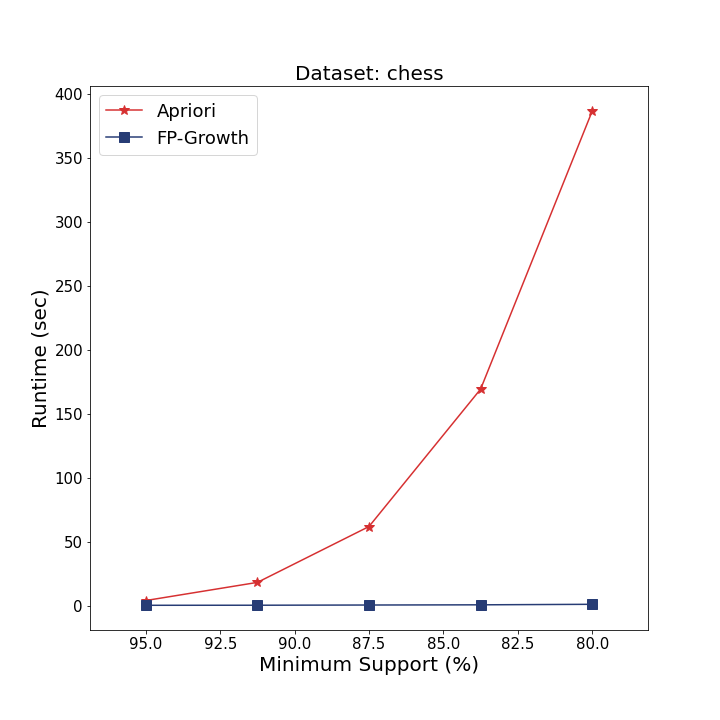 Dataset: chess
Apriori
FP-Growth
400
350
300
250
200
150
100
50
0
Runtime (sec)
95.0 92.5 90.0 87.5 85.0 82.5 80.0
Minimum Support (%)